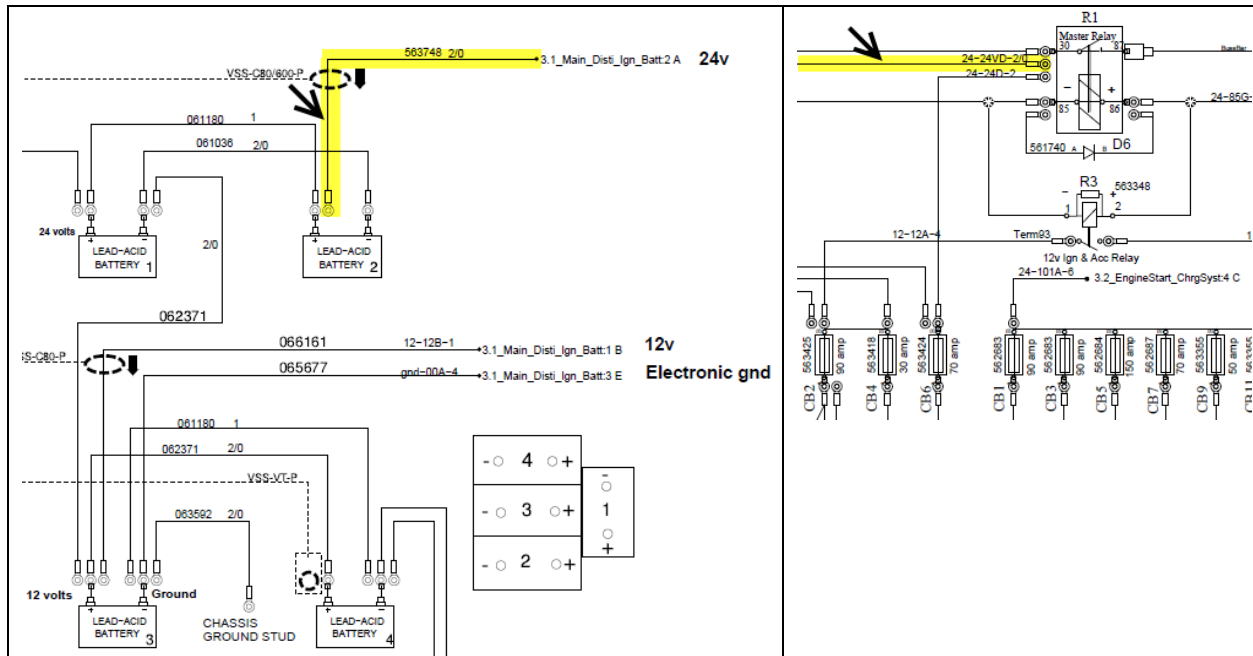 563748 2/0
3.1_Main_Disti_Ign_Batt:2 A
24v
VSS-C80/600-P
061180 1
061036 2/0
2/0
24 volts
+ -
LEAD-ACID
BATTERY 1
+ -
LEAD-ACID
BATTERY 2
062371
066161 12-12B-1
3.1_Main_Disti_Ign_Batt:1 B
12v
SS-C80-P
065677 gnd-00A-4
3.1_Main_Disti_Ign_Batt:3 E
Electronic gnd
061180 1
062371 2/0
VSS-VT-P
063592 2/0
12 volts
Ground
+ -
LEAD-ACID
BATTERY 3
CHASSIS
GROUND STUD
+ -
LEAD-ACID
BATTERY 4
- 4 +
- 3 +
- 2 +
-
1
+
R1
Master Relay
30 87
24-24VD-2/0
24-24D-2
- +
85 86
24-85G-
561740 A B D6
R3
- + 563348
1 2
12-12A-4
Term93
12v Ign & Acc Relay
24-101A-6
3.2_EngineStart_ChrgSyst:4 C
563425
90 amp
CB2
563418
30 amp
CB4
563424
70 amp
CB6
562683
90 amp
CB1
562683
90 amp
CB3
562684
150 amp
CB5
562687
70 amp
CB7
563355
50 amp
CB9
563355
CB11